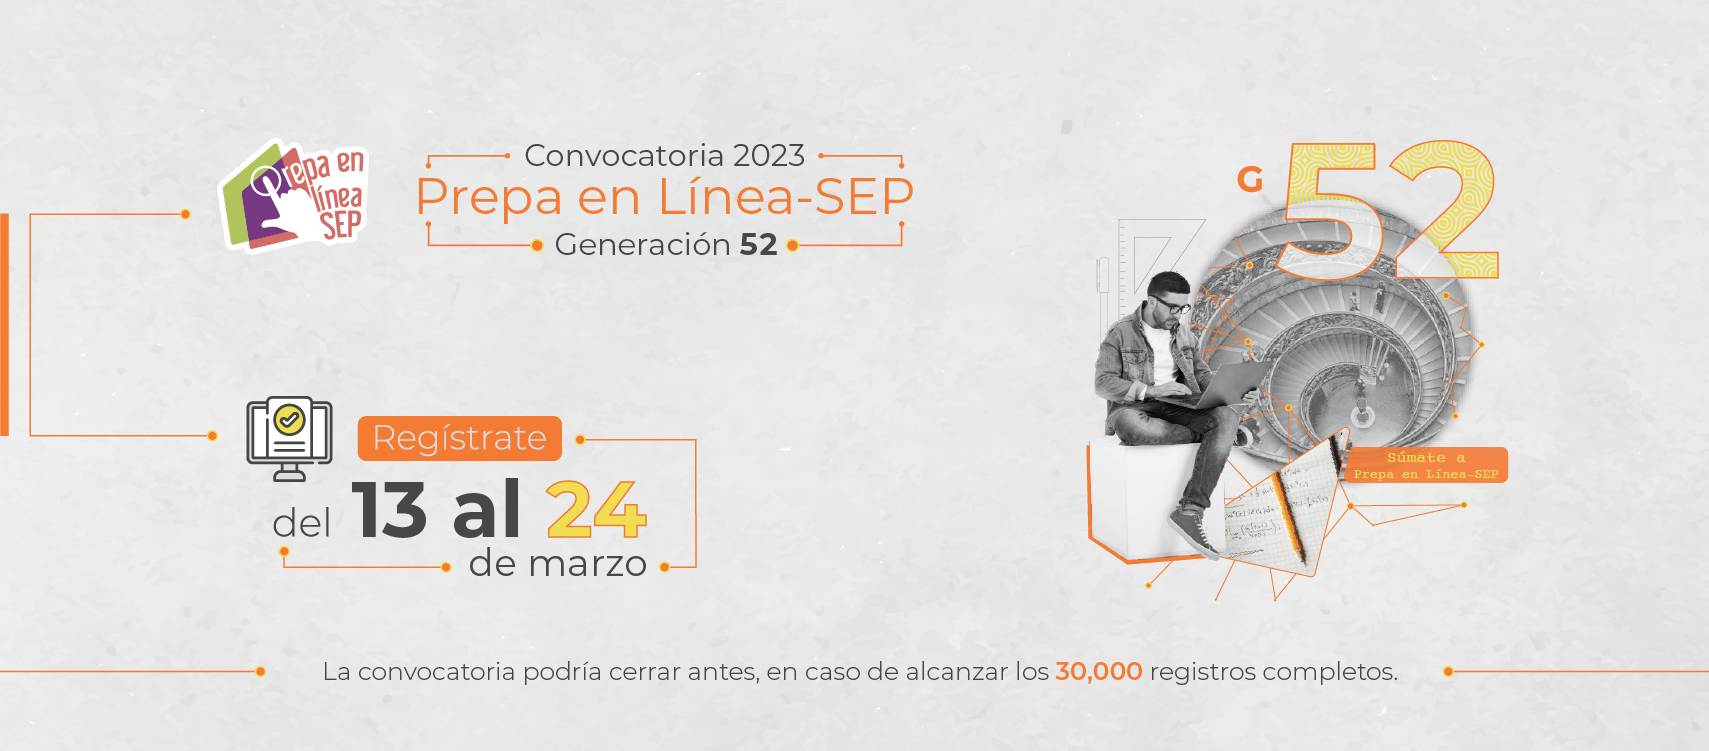 Prepa en
línea
SEP
Convocatoria 2023
Prepa en Línea-SEP
Generación 52
G 52
Regístrate
del 13 al 24
de marzo
Súmate a
Prepa en Línea-SEP
La convocatoria podría cerrar antes, en caso de alcanzar los 30,000 registros completos.